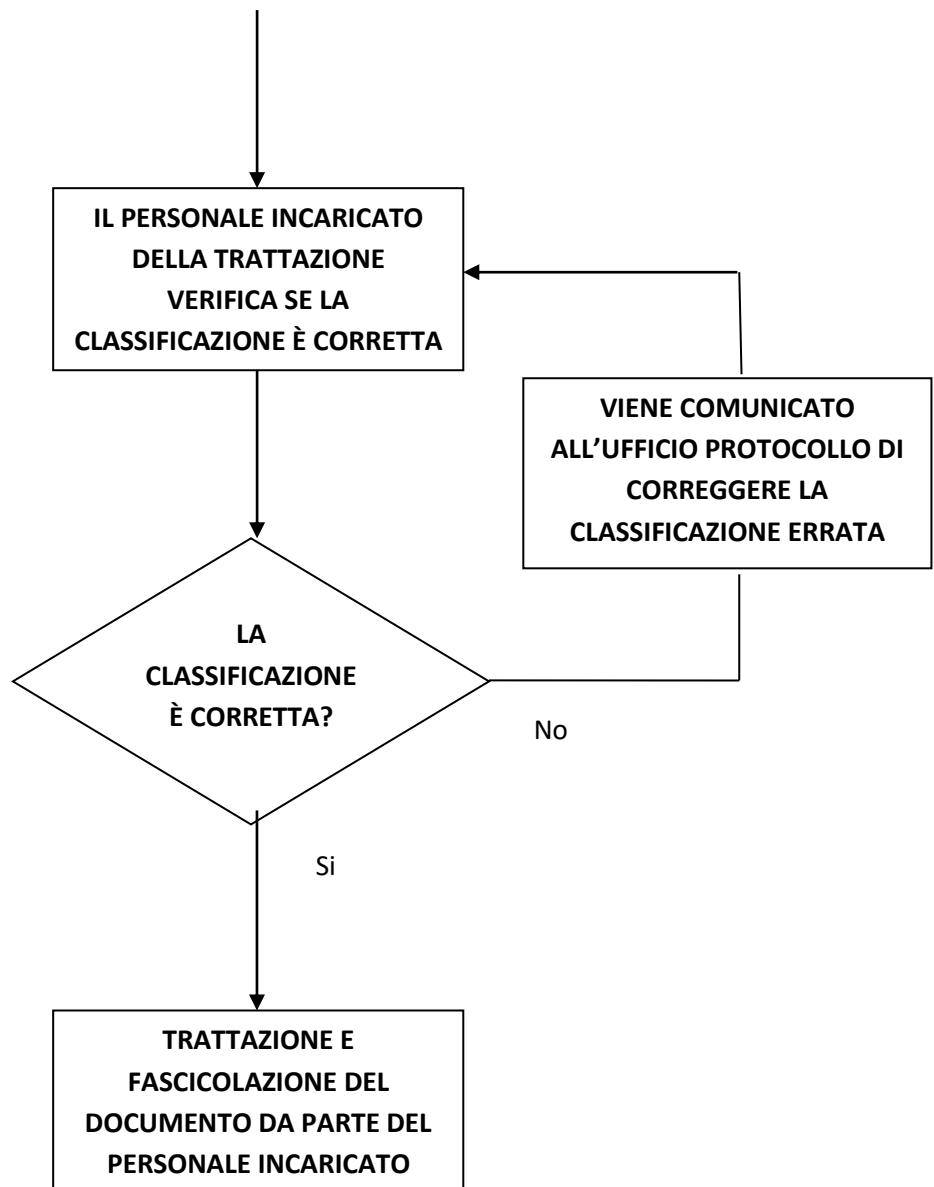 IL PERSONALE INCARICATO
DELLA TRATTAZIONE
VERIFICA SE LA
CLASSIFICAZIONE È CORRETTA
VIENE COMUNICATO
ALL’UFFICIO PROTOCOLLO DI
CORREGGERE LA
CLASSIFICAZIONE ERRATA
LA
CLASSIFICAZIONE
È CORRETTA?
No
Si
TRATTAZIONE E
FASCICOLAZIONE DEL
DOCUMENTO DA PARTE DEL
PERSONALE INCARICATO